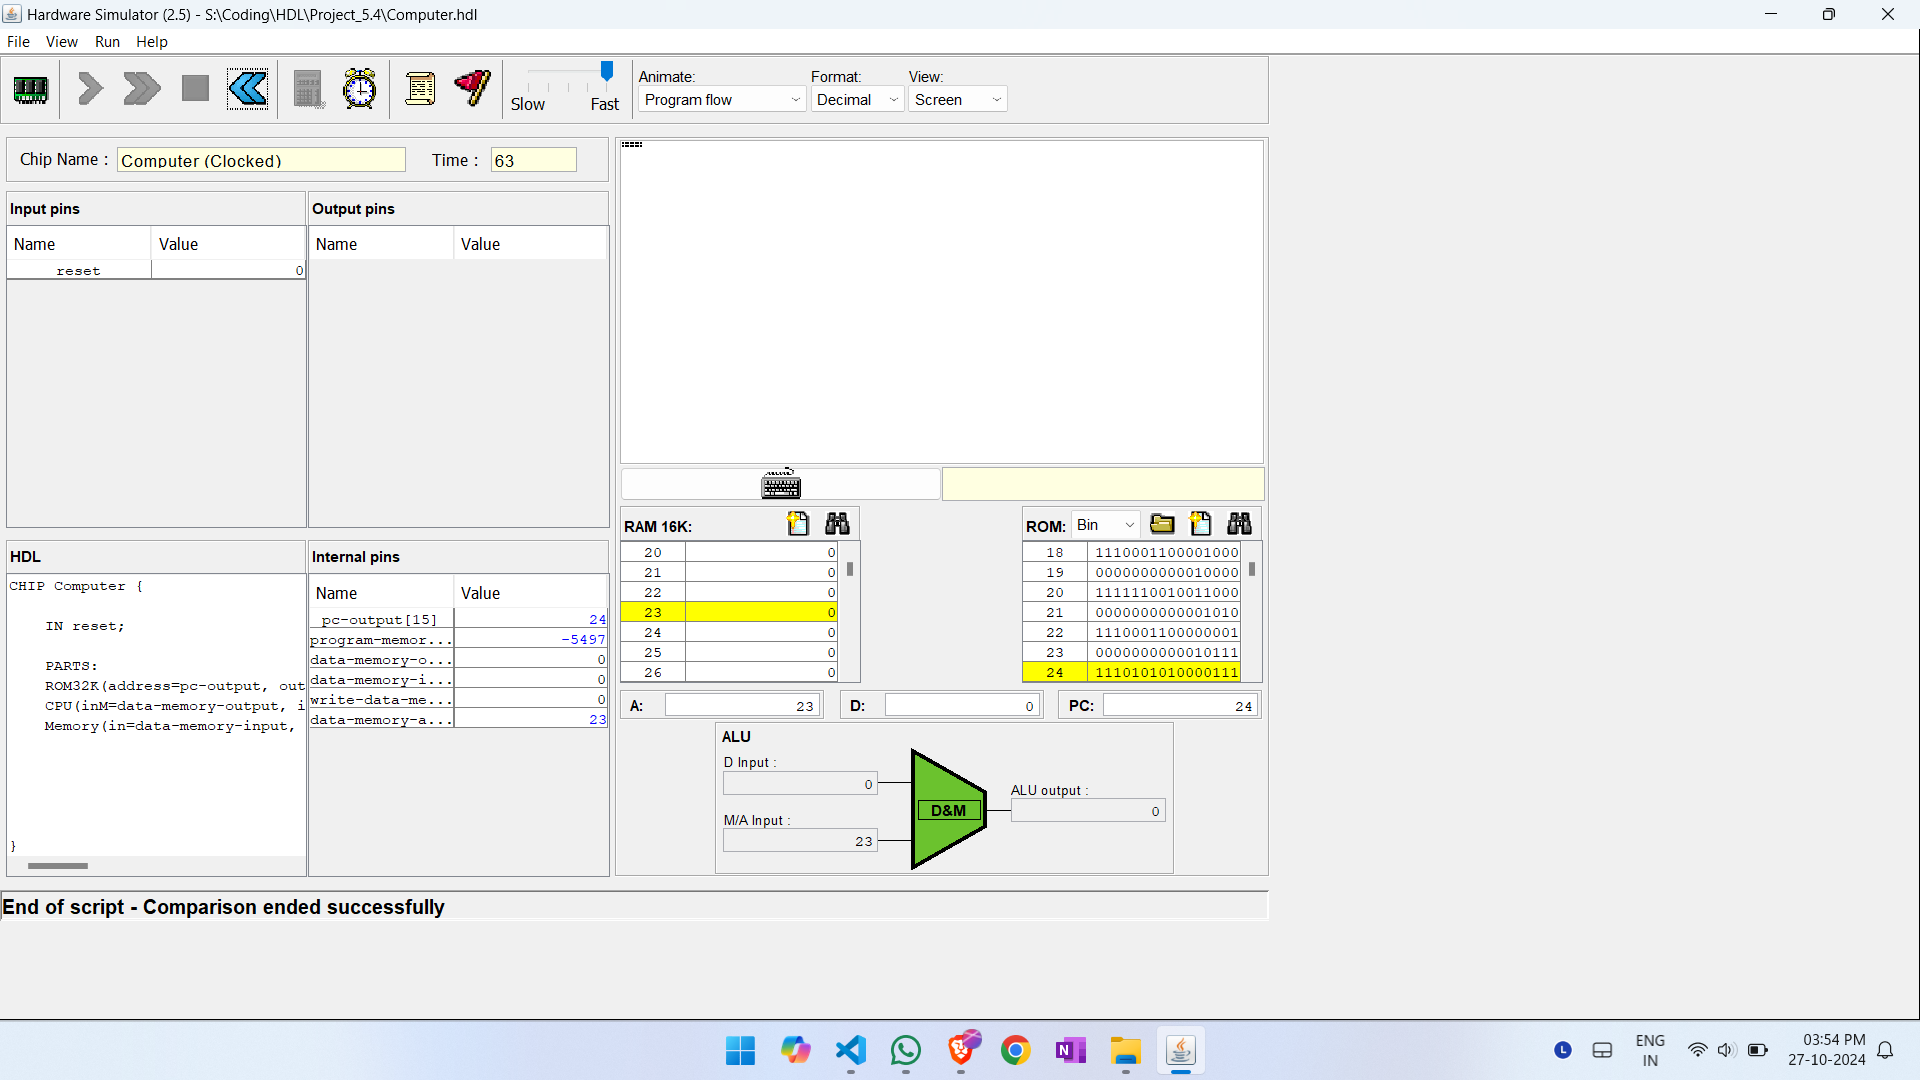 Hardware Simulator (2.5) - S:\Coding\HDL\Project_5.4\Computer.hdl
File View Run Help
Slow Fast
Animate: Format: View:
Program flow Decimal Screen
Chip Name : Computer (Clocked) Time : 63
Input pins
Name Value
reset 0
Output pins
Name Value
HDL
CHIP Computer {
IN reset;
PARTS:
ROM32K(address=pc-output, out
CPU(inM=data-memory-output, i
Memory(in=data-memory-input,
}
Internal pins
Name Value
pc-output[15] 24
program-memor... -5497
data-memory-o... 0
data-memory-i... 0
write-data-me... 0
data-memory-a... 23
RAM 16K:
20 0
21 0
22 0
23 0
24 0
25 0
26 0
ROM: Bin
18 1110001100001000
19 0000000000010000
20 1111110010011000
21 0000000000001010
22 1110001100000001
23 0000000000010111
24 1110101010000111
A: 23 D: 0 PC: 24
ALU
D Input :
0
M/A Input :
23
D&M
ALU output :
0
End of script - Comparison ended successfully
L
N
ENG
IN
03:54 PM
27-10-2024